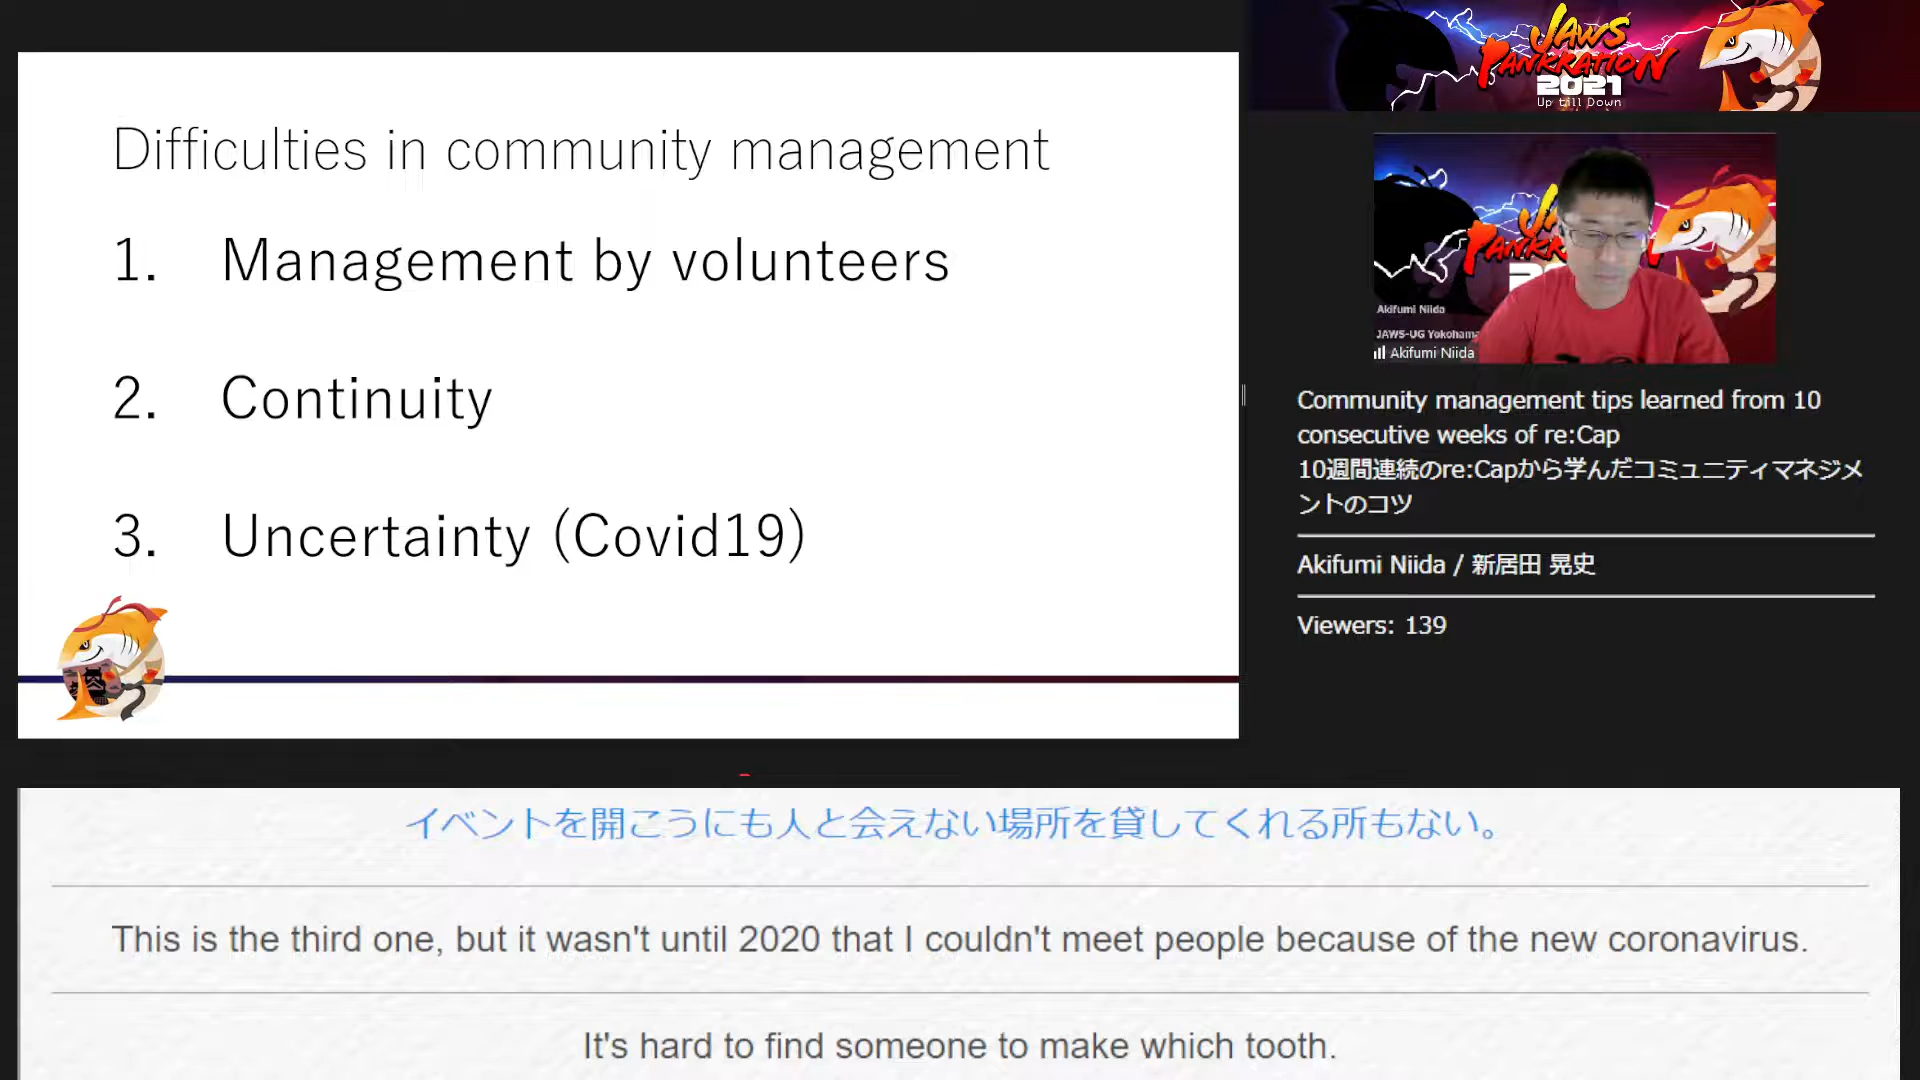 Difficulties in community management
1. Management by volunteers
2. Continuity
3. Uncertainty (Covid19)
JAWS
PANKRATION
2021
Up till Down
Akifumi Niida
JAWS-UG Yokohama
Akifumi Niida
Community management tips learned from 10
consecutive weeks of re:Cap
10週間連続のre:Capから学んだコミュニティマネジメ
ントのコツ
Akifumi Niida / 新居田 晃史
Viewers: 139
イベントを開こうにも人と会えない場所を貸してくれる所もない。
This is the third one, but it wasn't until 2020 that I couldn't meet people because of the new coronavirus.
It's hard to find someone to make which tooth.